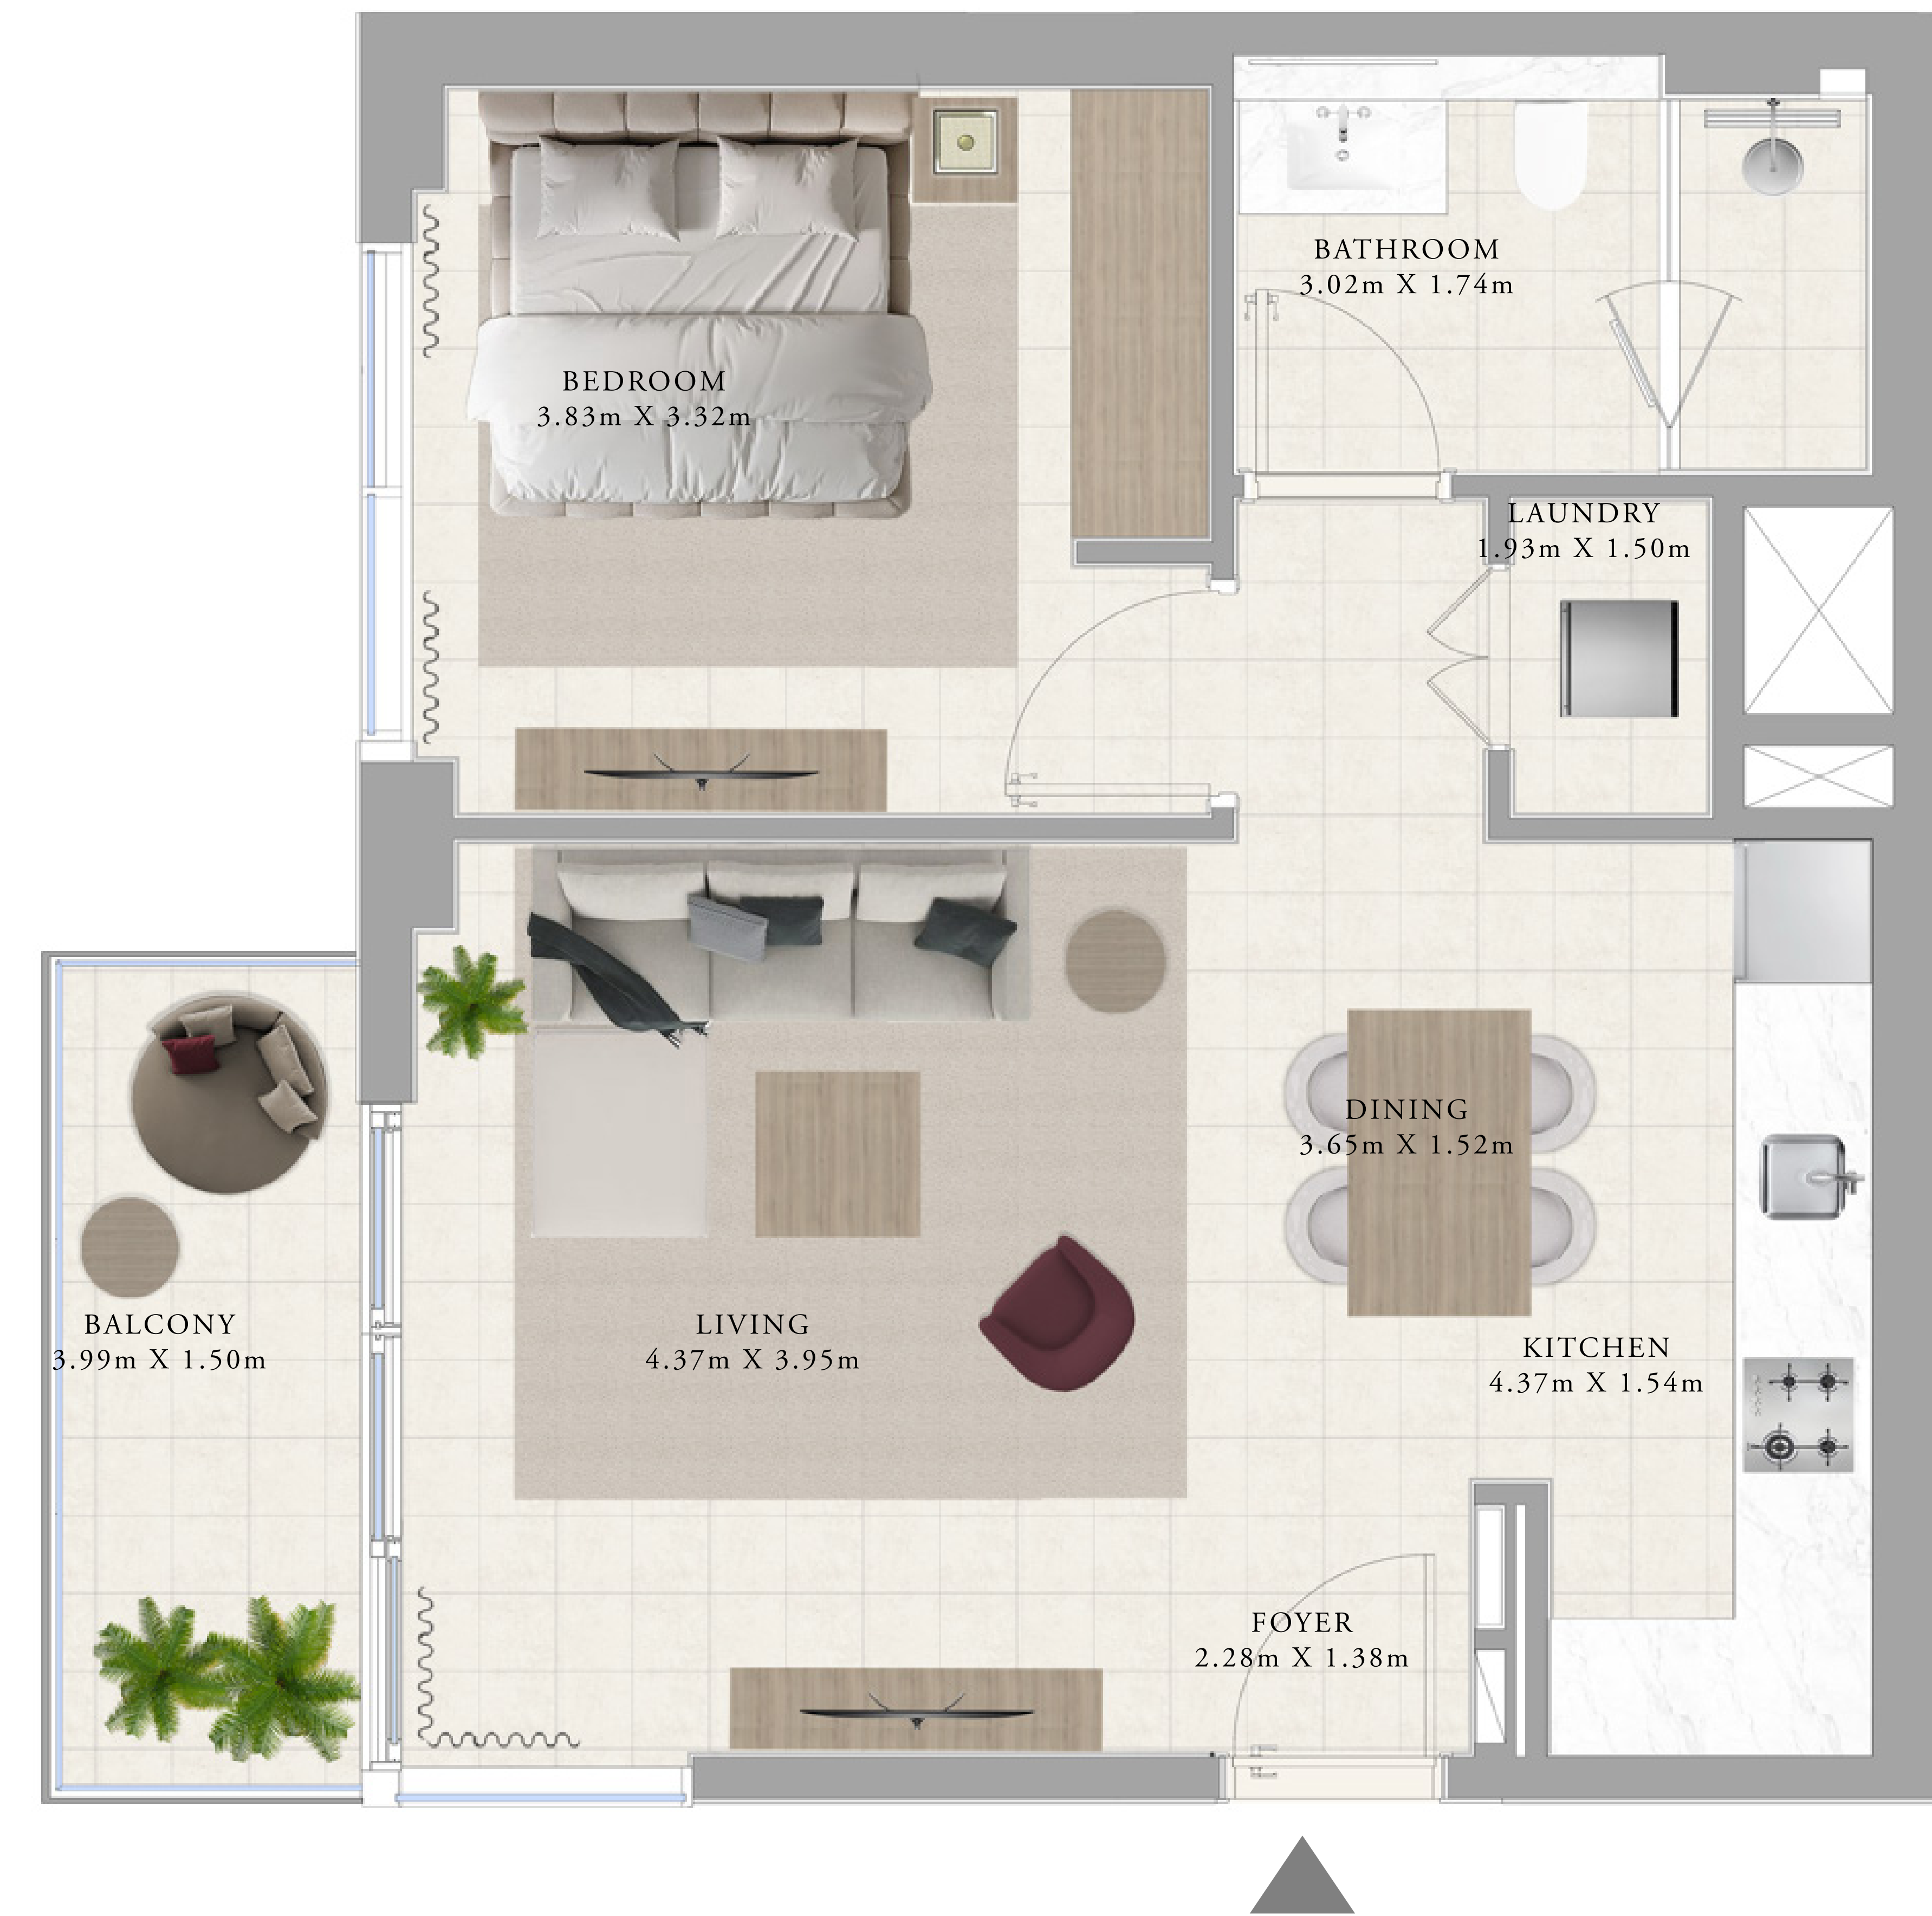 BATHROOM
3.02m X 1.74m
BEDROOM
3.83m X 3.32m
LAUNDRY
1.93m X 1.50m
DINING
3.65m X 1.52m
BALCONY
3.99m X 1.50m
LIVING
4.37m X 3.95m
KITCHEN
4.37m X 1.54m
FOYER
2.28m X 1.38m